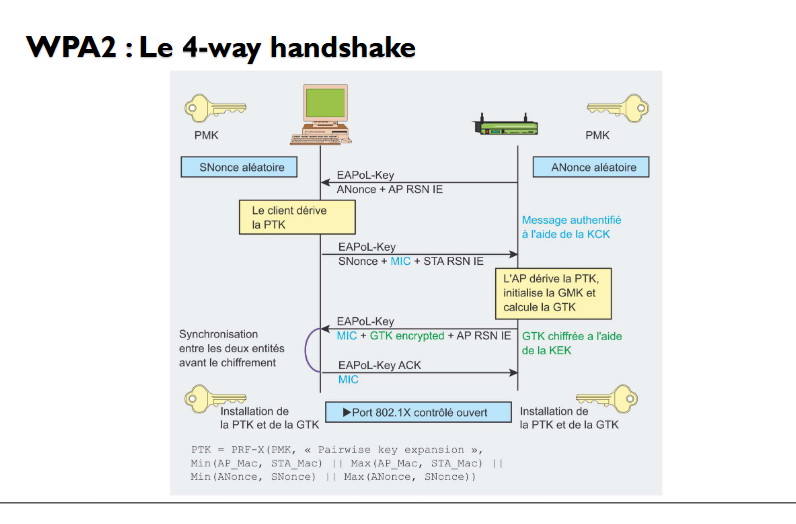 WPA2 : Le 4-way handshake
PMK
PMK
SNonce aléatoire
ANonce aléatoire
EAPoL-Key
ANonce + AP RSN IE
Le client dérive
la PTK
Message authentifié
à l'aide de la KCK
EAPoL-Key
SNonce + MIC + STA RSN IE
L'AP dérive la PTK,
initialise la GMK et
calcule la GTK
EAPoL-Key
MIC + GTK encrypted + AP RSN IE
GTK chiffrée a l'aide
de la KEK
Synchronisation
entre les deux entités
avant le chiffrement
EAPoL-Key ACK
MIC
Installation de
la PTK et de la GTK
▶Port 802.1X contrôlé ouvert
Installation de
la PTK et de la GTK
PTK = PRF-X(PMK, « Pairwise key expansion »,
Min(AP_Mac, STA_Mac) || Max(AP_Mac, STA_Mac) ||
Min(ANonce, SNonce) || Max(ANonce, SNonce))